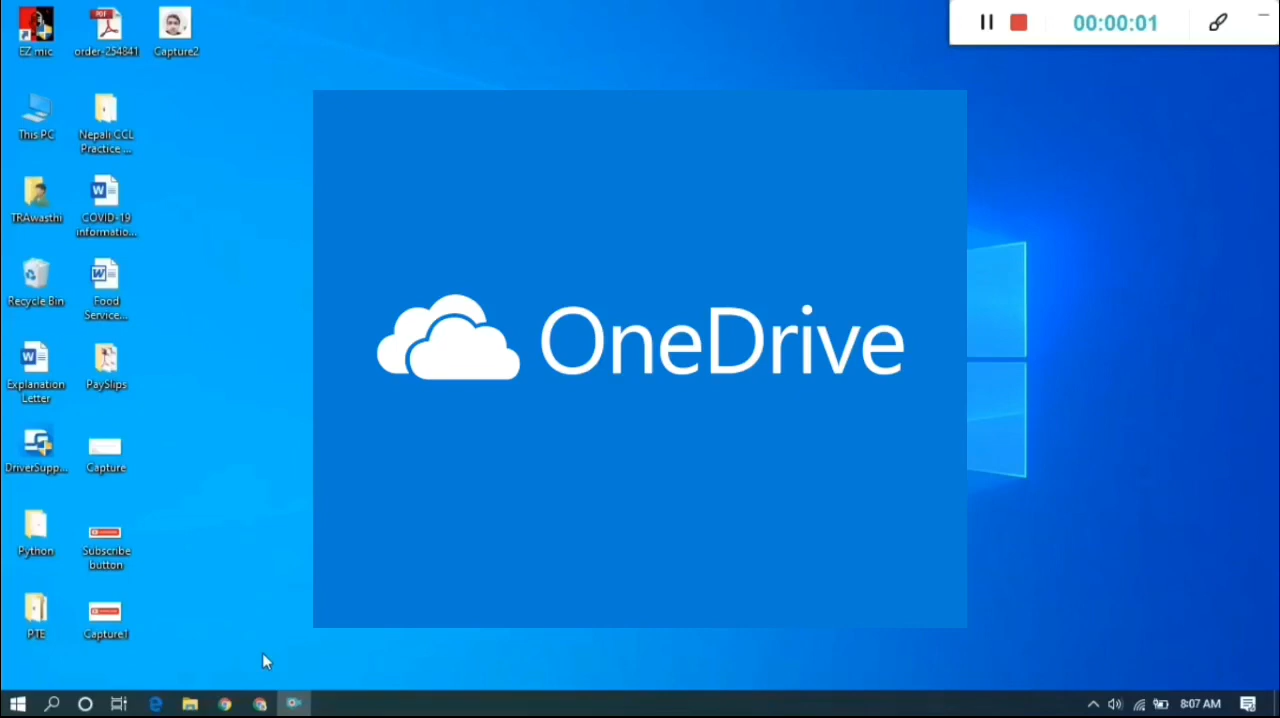 00:00:01
EZ mic
PDF
order-254841
Capture2
This PC
Nepali CCL
Practice ...
TRAwasthi
COVID-19
informatio...
Recycle Bin
Food
Service...
Explanation
Letter
PaySlips
DriverSupp...
Capture
Python
Subscribe
button
PTE
Capture1
OneDrive
8:07 AM